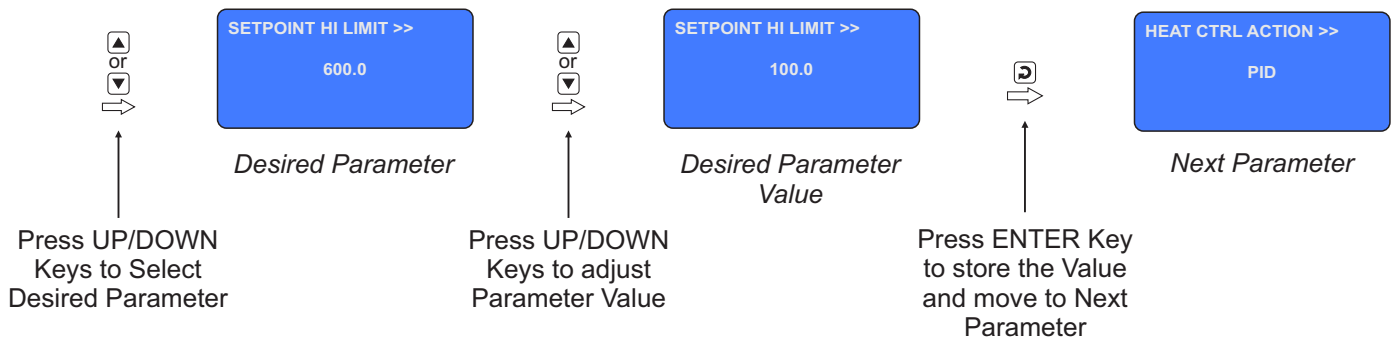 or
SETPOINT HI LIMIT >>
600.0
Desired Parameter
Press UP/DOWN
Keys to Select
Desired Parameter
or
SETPOINT HI LIMIT >>
100.0
Desired Parameter
Value
Press UP/DOWN
Keys to adjust
Parameter Value
HEAT CTRL ACTION >>
PID
Next Parameter
Press ENTER Key
to store the Value
and move to Next
Parameter